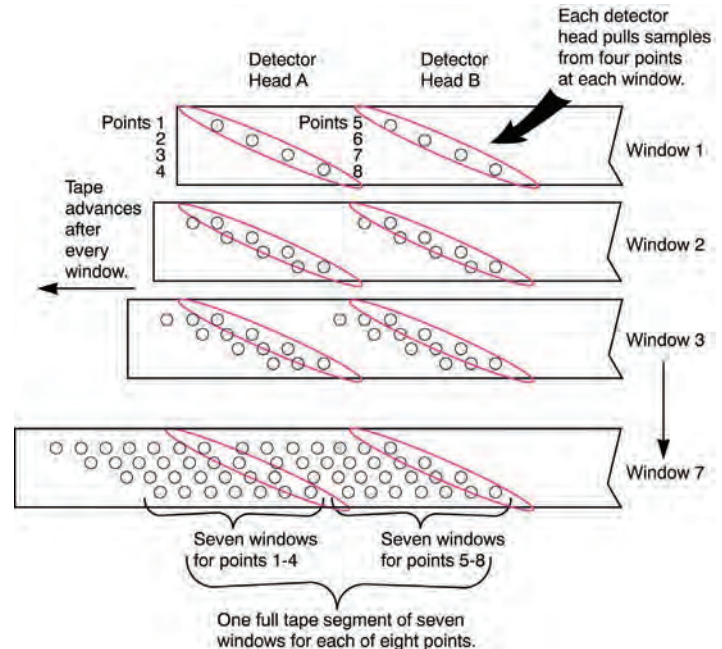 Each detector
head pulls samples
from four points
at each window.
Detector
Head A
Detector
Head B
Points 1
2
3
4
Points 5
6
7
8
Window 1
Tape
advances
after
every
window.
Window 2
Window 3
Window 7
Seven windows
for points 1-4
Seven windows
for points 5-8
One full tape segment of seven
windows for each of eight points.